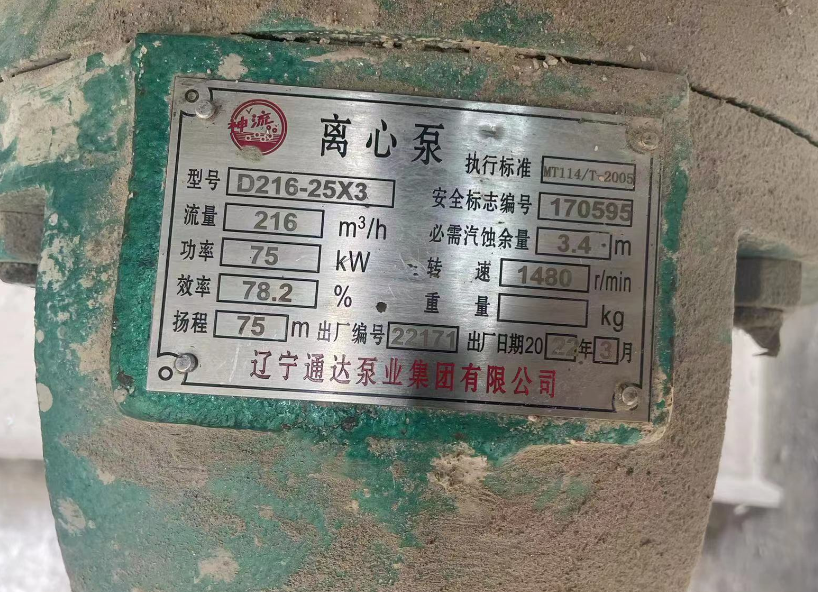 神流
离心泵
执行标准 MT114/T-2005
型号 D216-25X3
安全标志编号 170595
流量 216 m³/h
必需汽蚀余量 3.4 m
功率 75 kW
转速 1480 r/min
效率 78.2 %
重量 kg
扬程 75 m 出厂编号 22171 出厂日期2022年3月
辽宁通达泵业集团有限公司